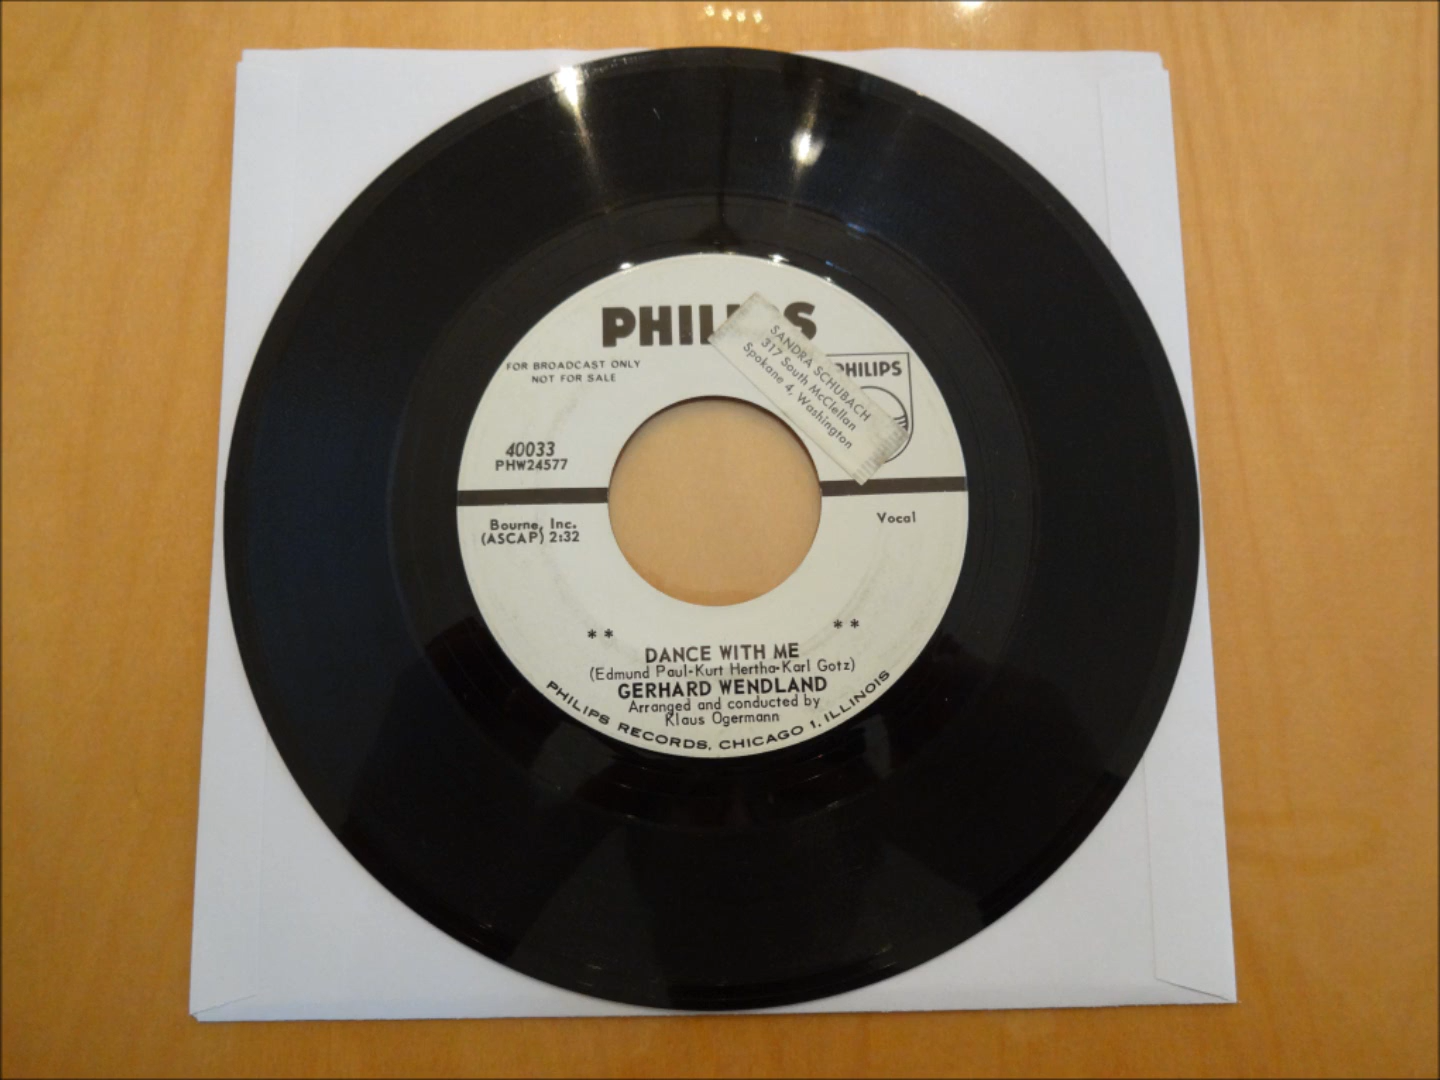 PHILIPS
FOR BROADCAST ONLY
NOT FOR SALE
SANDRA SCHUBACH
317 South McClellan
Spokane 4, Washington
PHILIPS
40033
PHW24577
Bourne, Inc.
(ASCAP) 2:32
Vocal
** **
DANCE WITH ME
(Edmund Paul-Kurt Hertha-Karl Gotz)
GERHARD WENDLAND
Arranged and conducted by
Klaus Ogermann
PHILIPS RECORDS, CHICAGO 1, ILLINOIS